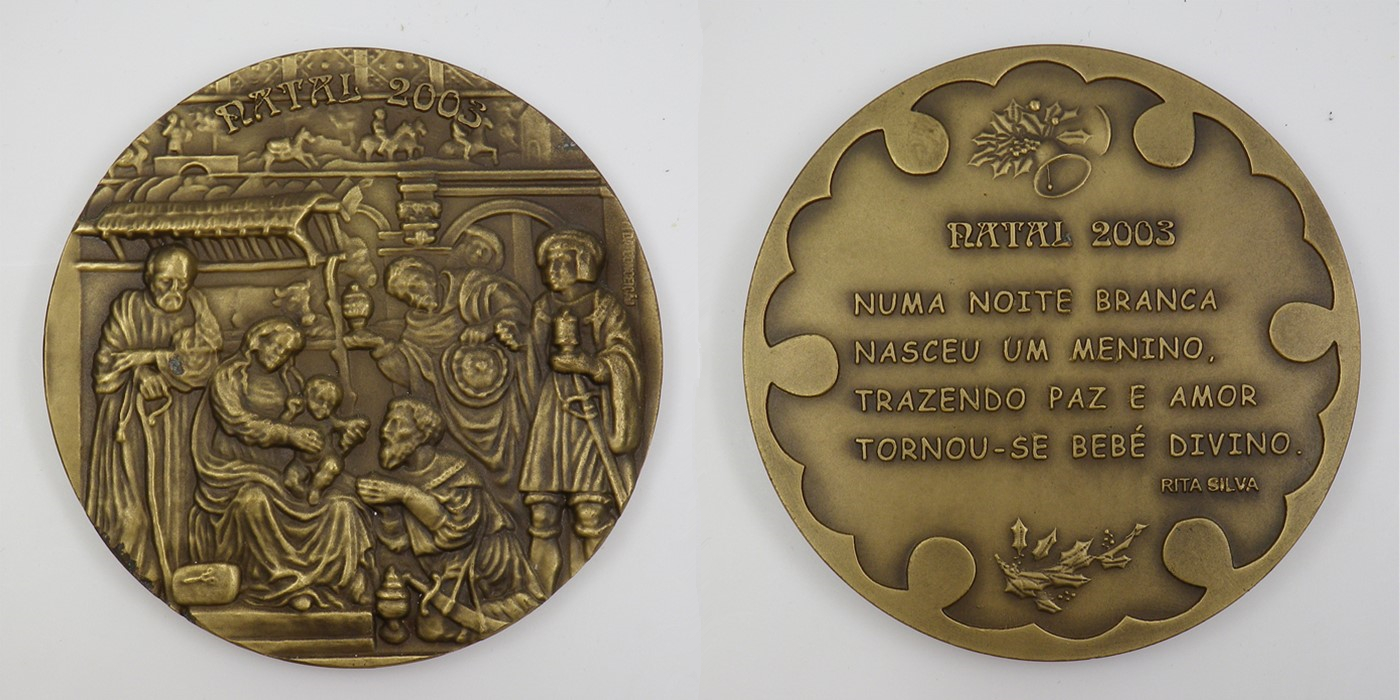 NATAL 2003
NATAL 2003
NUMA NOITE BRANCA
NASCEU UM MENINO,
TRAZENDO PAZ E AMOR
TORNOU-SE BEBÉ DIVINO.
RITA SILVA